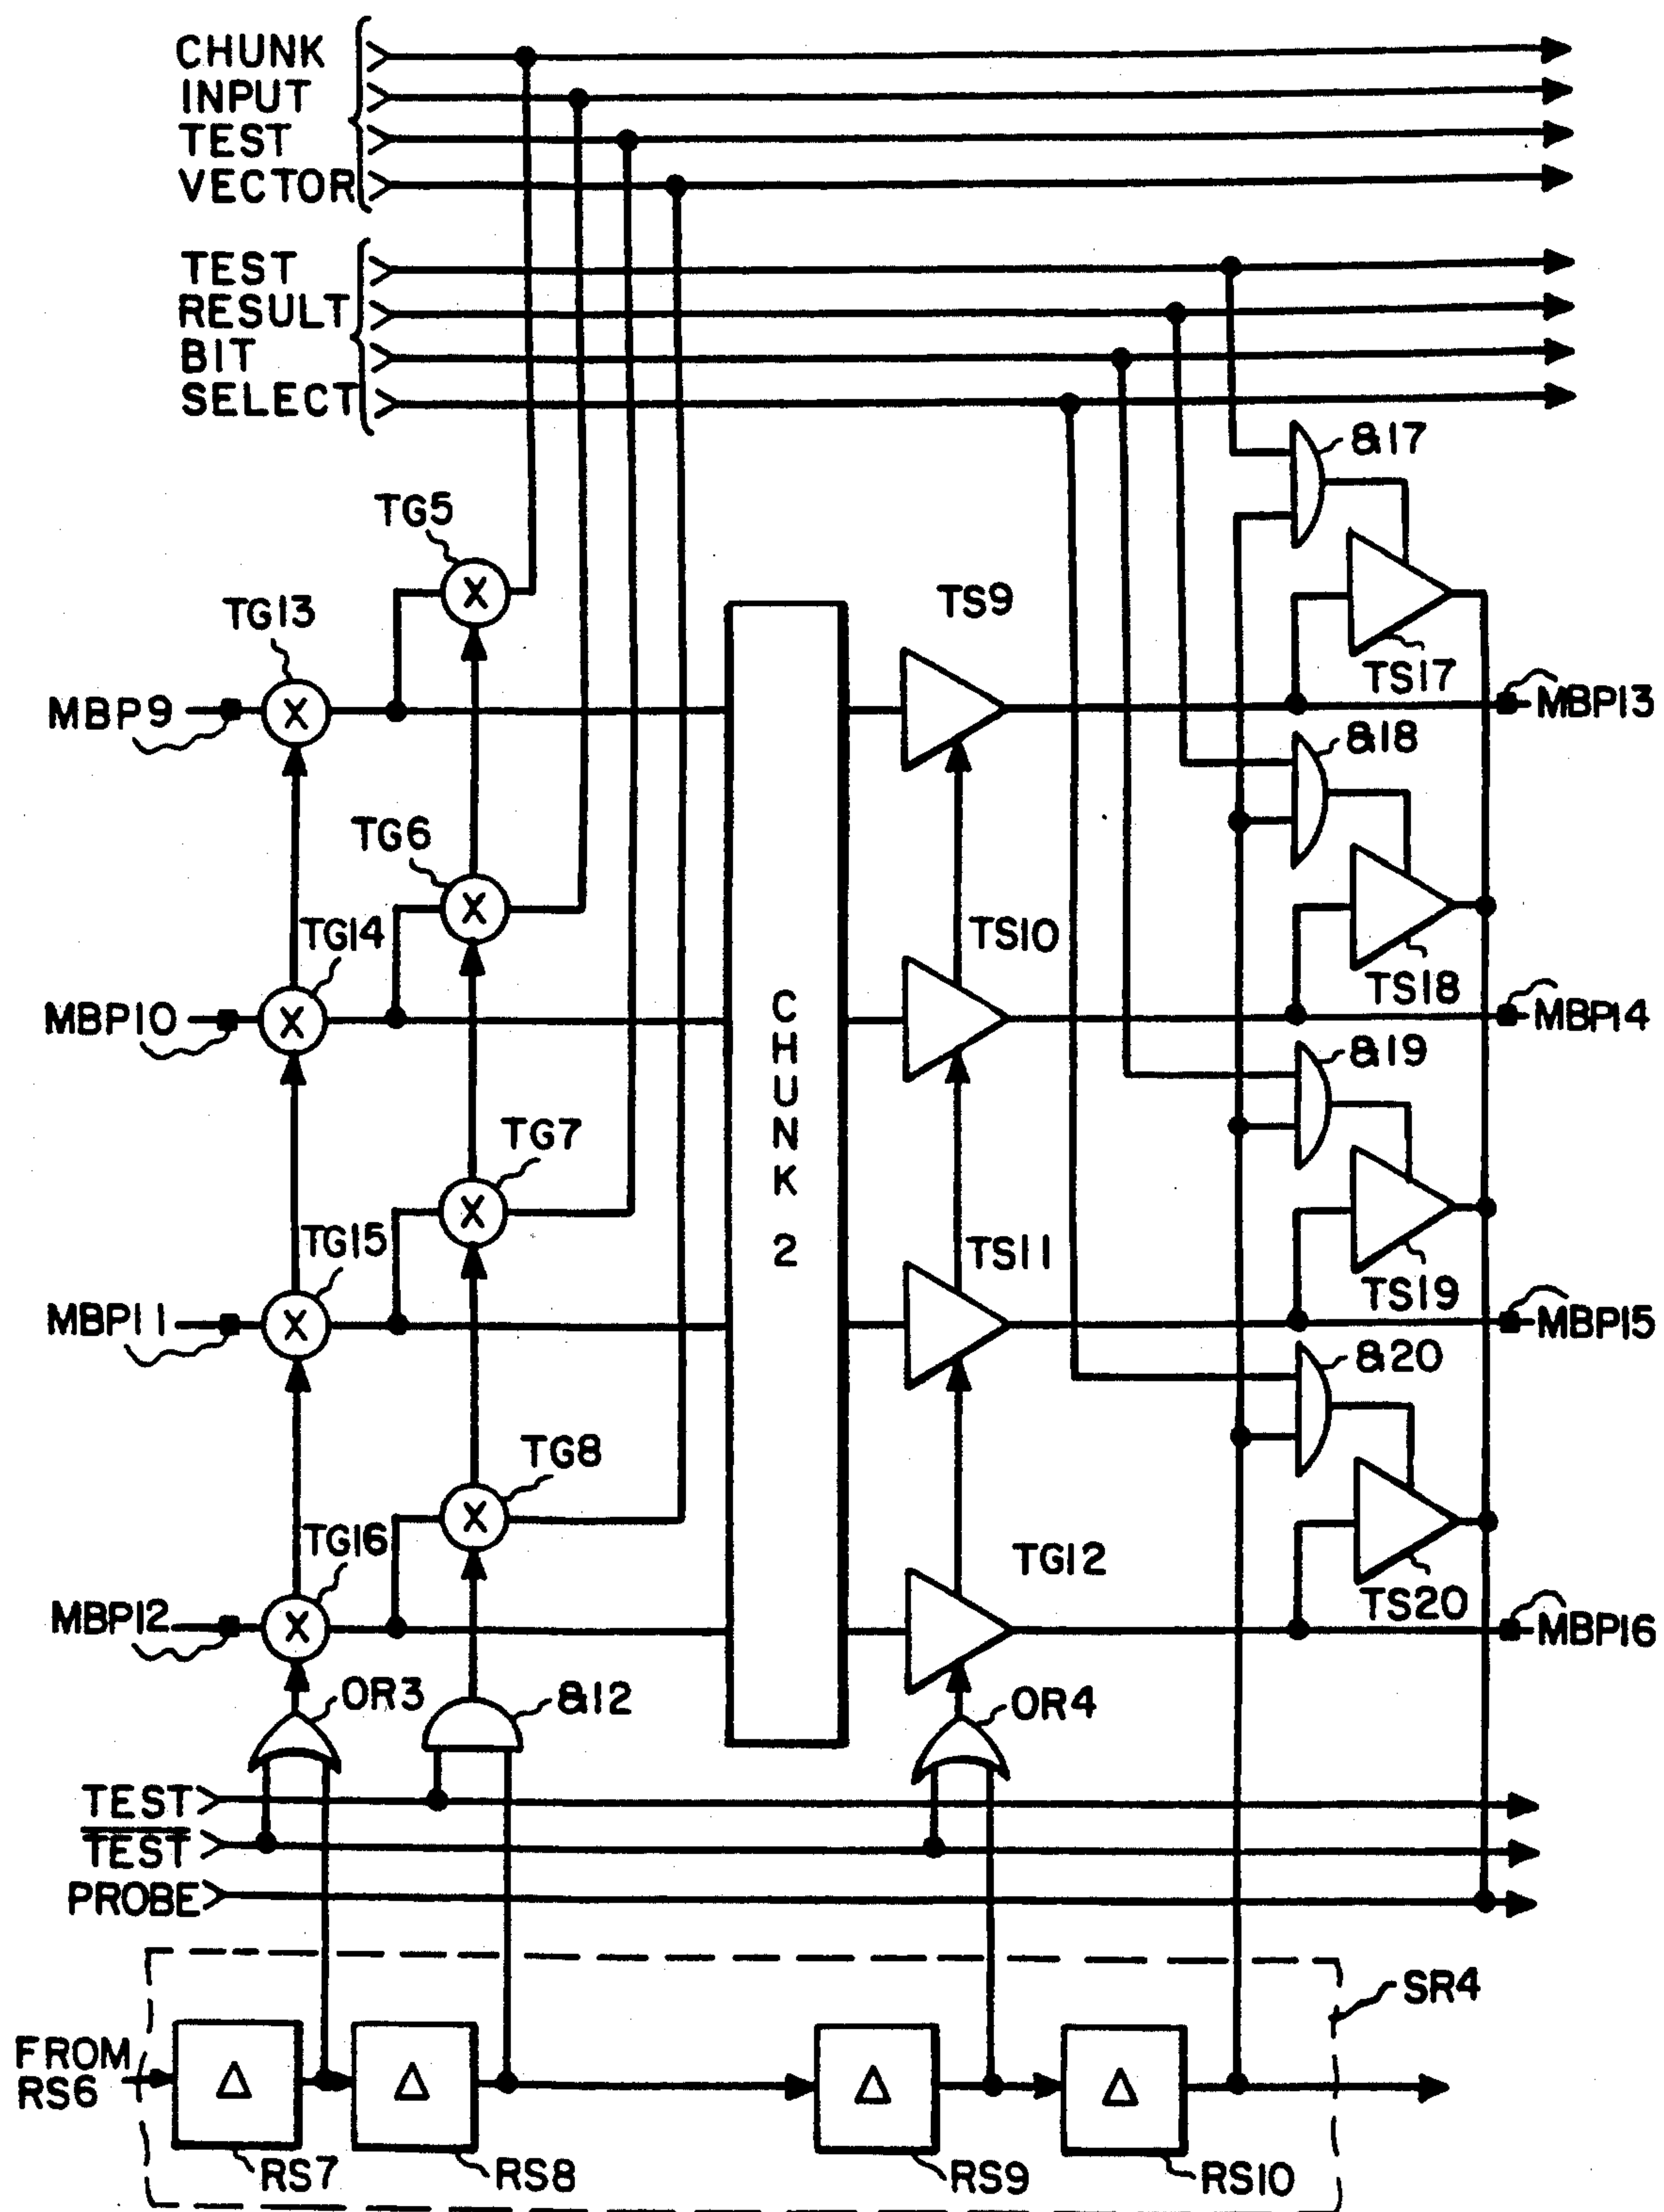 CHUNK
INPUT
TEST
VECTOR
TEST
RESULT
BIT
SELECT
&17
TG5
TS9
TG13
TS17
MBP9
MBP13
&18
TG6
TG14
TS10
TS18
MBP10
MBP14
CHUNK 2
&19
TG7
TG15
TS11
TS19
MBP11
MBP15
&20
TG8
TG16
TG12
TS20
MBP12
MBP16
OR3
&12
OR4
TEST
TEST
PROBE
SR4
FROM
RS6
Δ
Δ
Δ
Δ
RS7
RS8
RS9
RS10